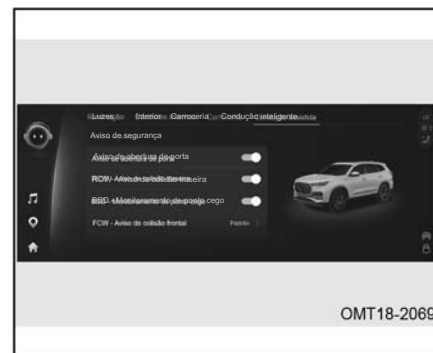 Luzes Interior Carroceria Condução inteligente
Aviso de segurança
Aviso de abertura de porta
RCW - Aviso de colisão traseira
BSD - Monitoramento de ponto cego
FCW - Aviso de colisão frontal Padrão
OMT18-2069